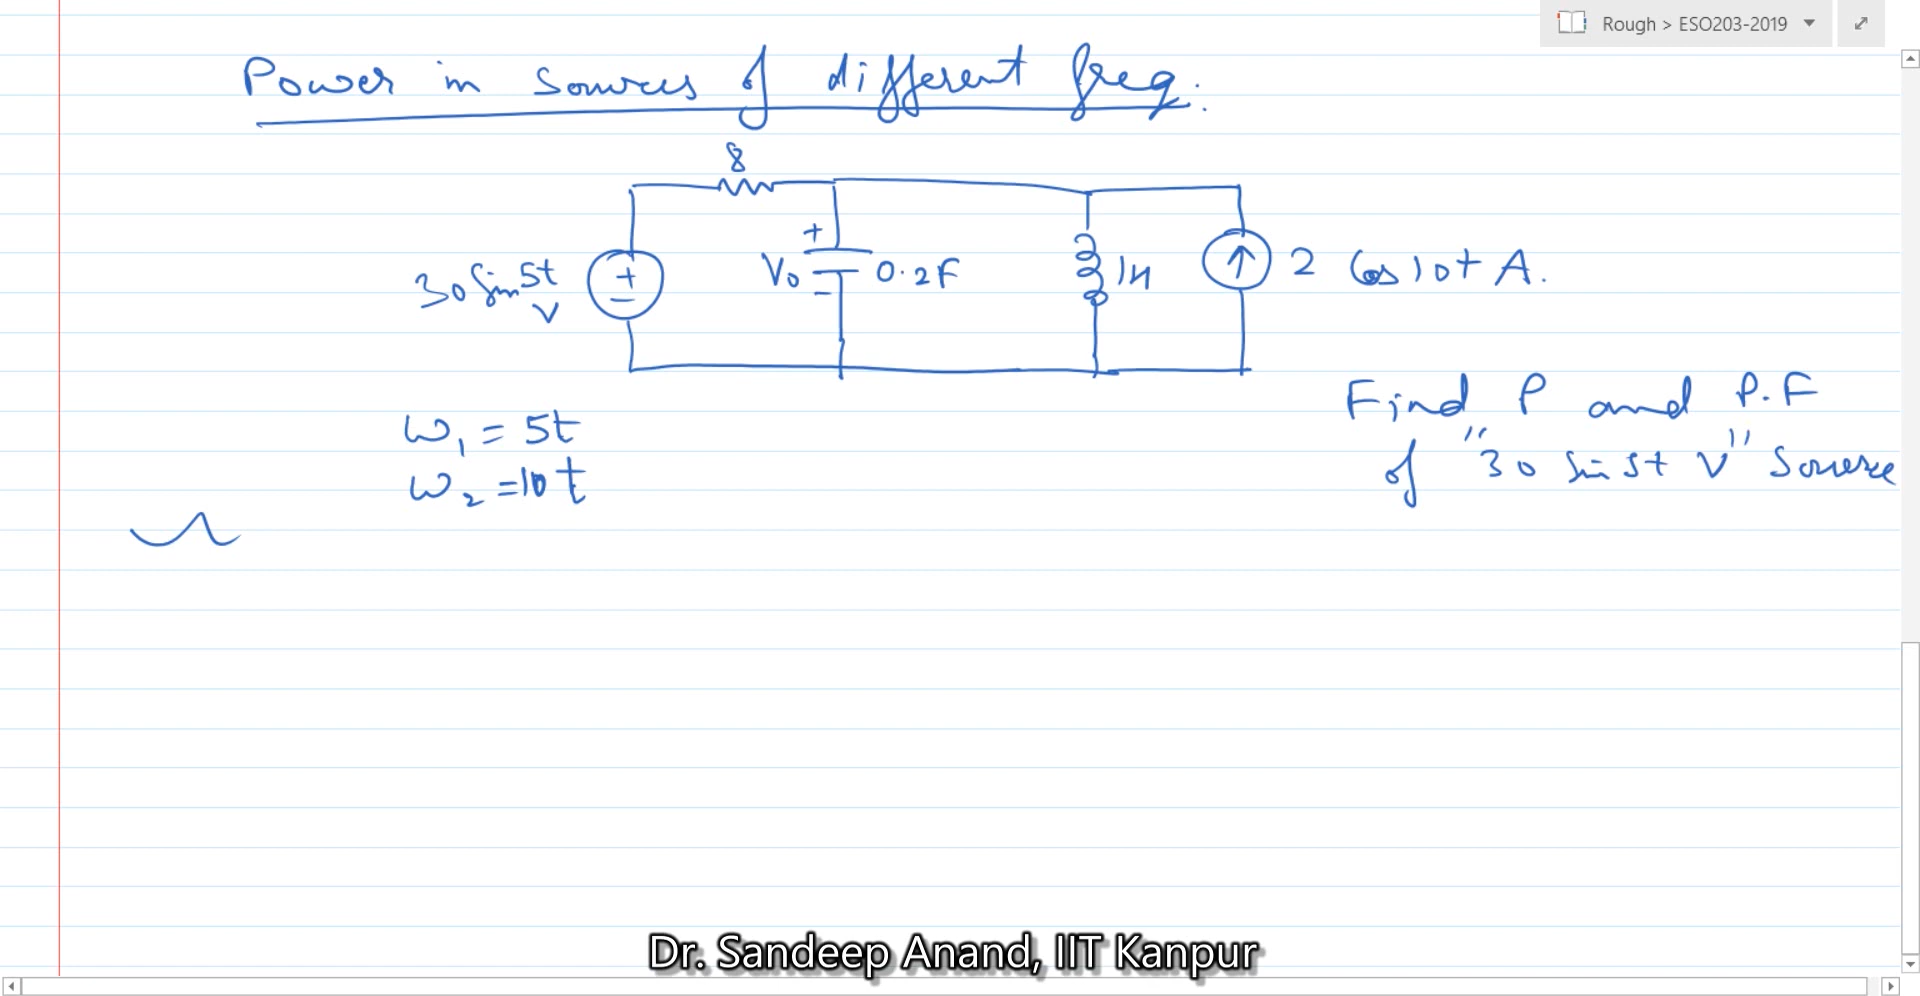 Rough > ESO203-2019
Power in sources of different freq.
8
30 Sin 5t V
+
-
+
Vo
-
0.2F
1H
2 Cos 10t A.
Find P and P.F
of "30 Sin 5t V" Source
ω₁ = 5t
ω₂ = 10t
Dr. Sandeep Anand, IIT Kanpur